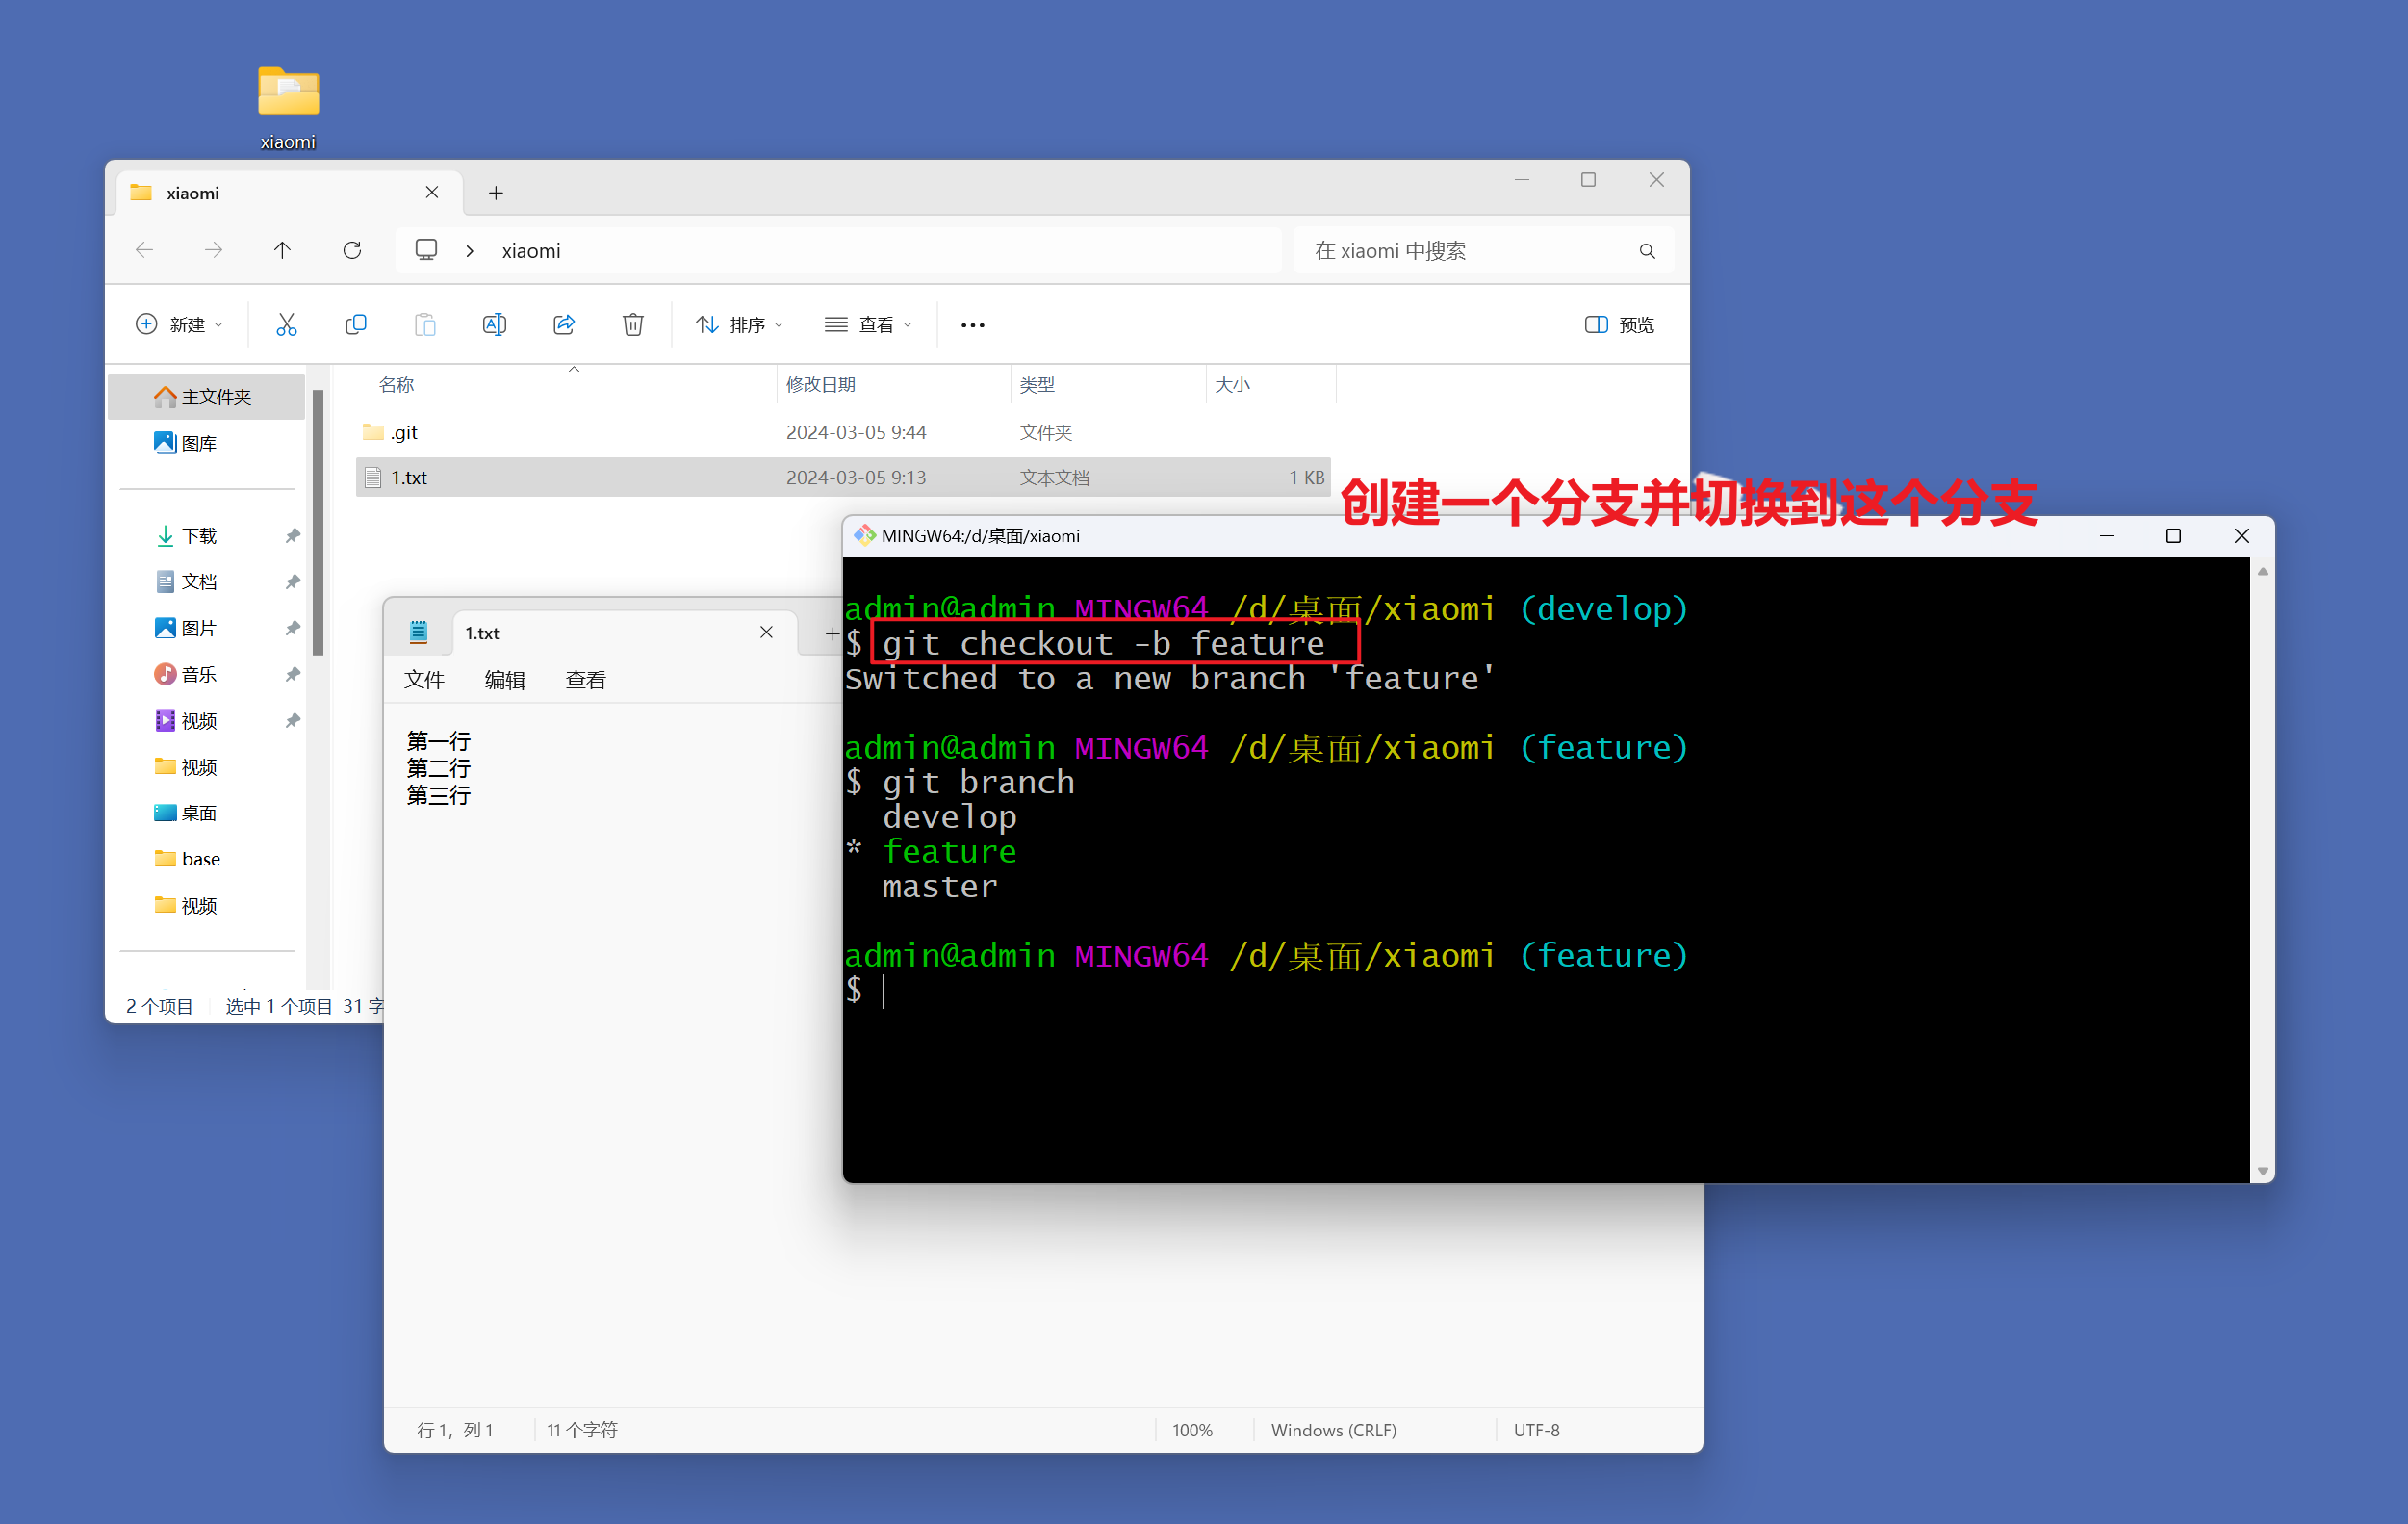 xiaomi
xiaomi
xiaomi
在 xiaomi 中搜索
新建
排序
查看
预览
名称
修改日期
类型
大小
主文件夹
图库
下载
文档
图片
音乐
视频
视频
桌面
base
视频
.git
2024-03-05 9:44
文件夹
1.txt
2024-03-05 9:13
文本文档
1 KB
2 个项目
选中 1 个项目 31 字
创建一个分支并切换到这个分支
1.txt
文件
编辑
查看
第一行
第二行
第三行
行 1，列 1
11 个字符
100%
Windows (CRLF)
UTF-8
MINGW64:/d/桌面/xiaomi
admin@admin MINGW64 /d/桌面/xiaomi (develop)
$ git checkout -b feature
Switched to a new branch 'feature'
admin@admin MINGW64 /d/桌面/xiaomi (feature)
$ git branch
develop
* feature
master
admin@admin MINGW64 /d/桌面/xiaomi (feature)
$